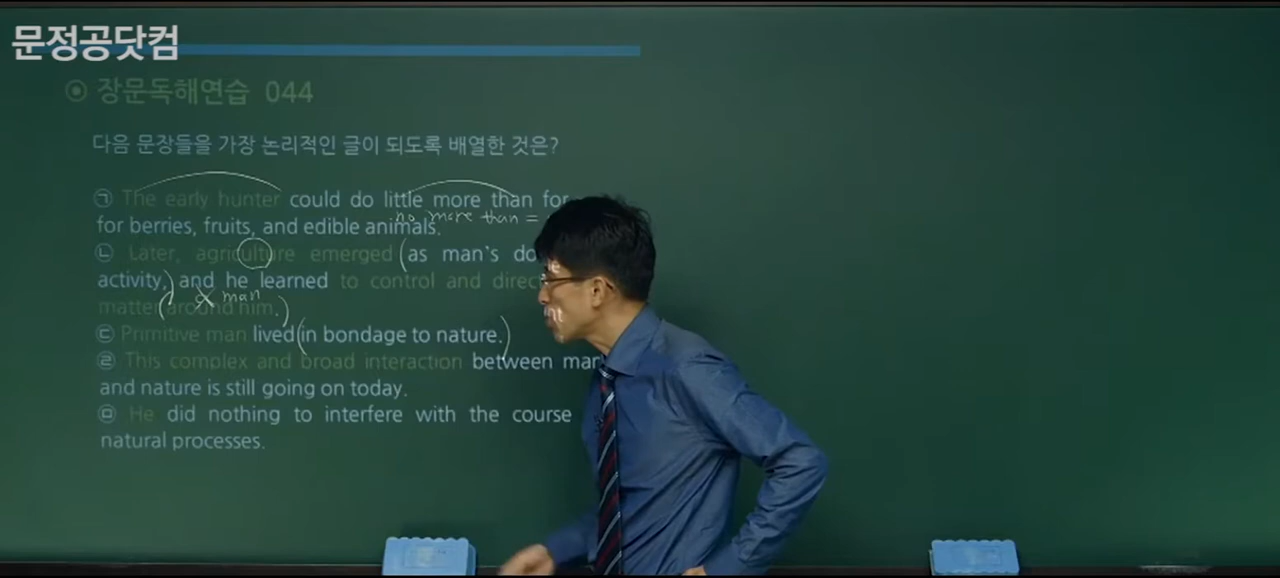 문정공닷컴
◉ 장문독해연습 044
다음 문장들을 가장 논리적인 글이 되도록 배열한 것은?
㉠ The early hunter could do little more than
no more than =
for berries, fruits, and edible animals.
㉡ Later, agriculture emerged (as man's
activity,) and he learned to control and
man
matter (around him.)
㉢ Primitive man lived (in bondage to nature.)
㉣ This complex and broad interaction between
and nature is still going on today.
㉤ He did nothing to interfere with the course
natural processes.